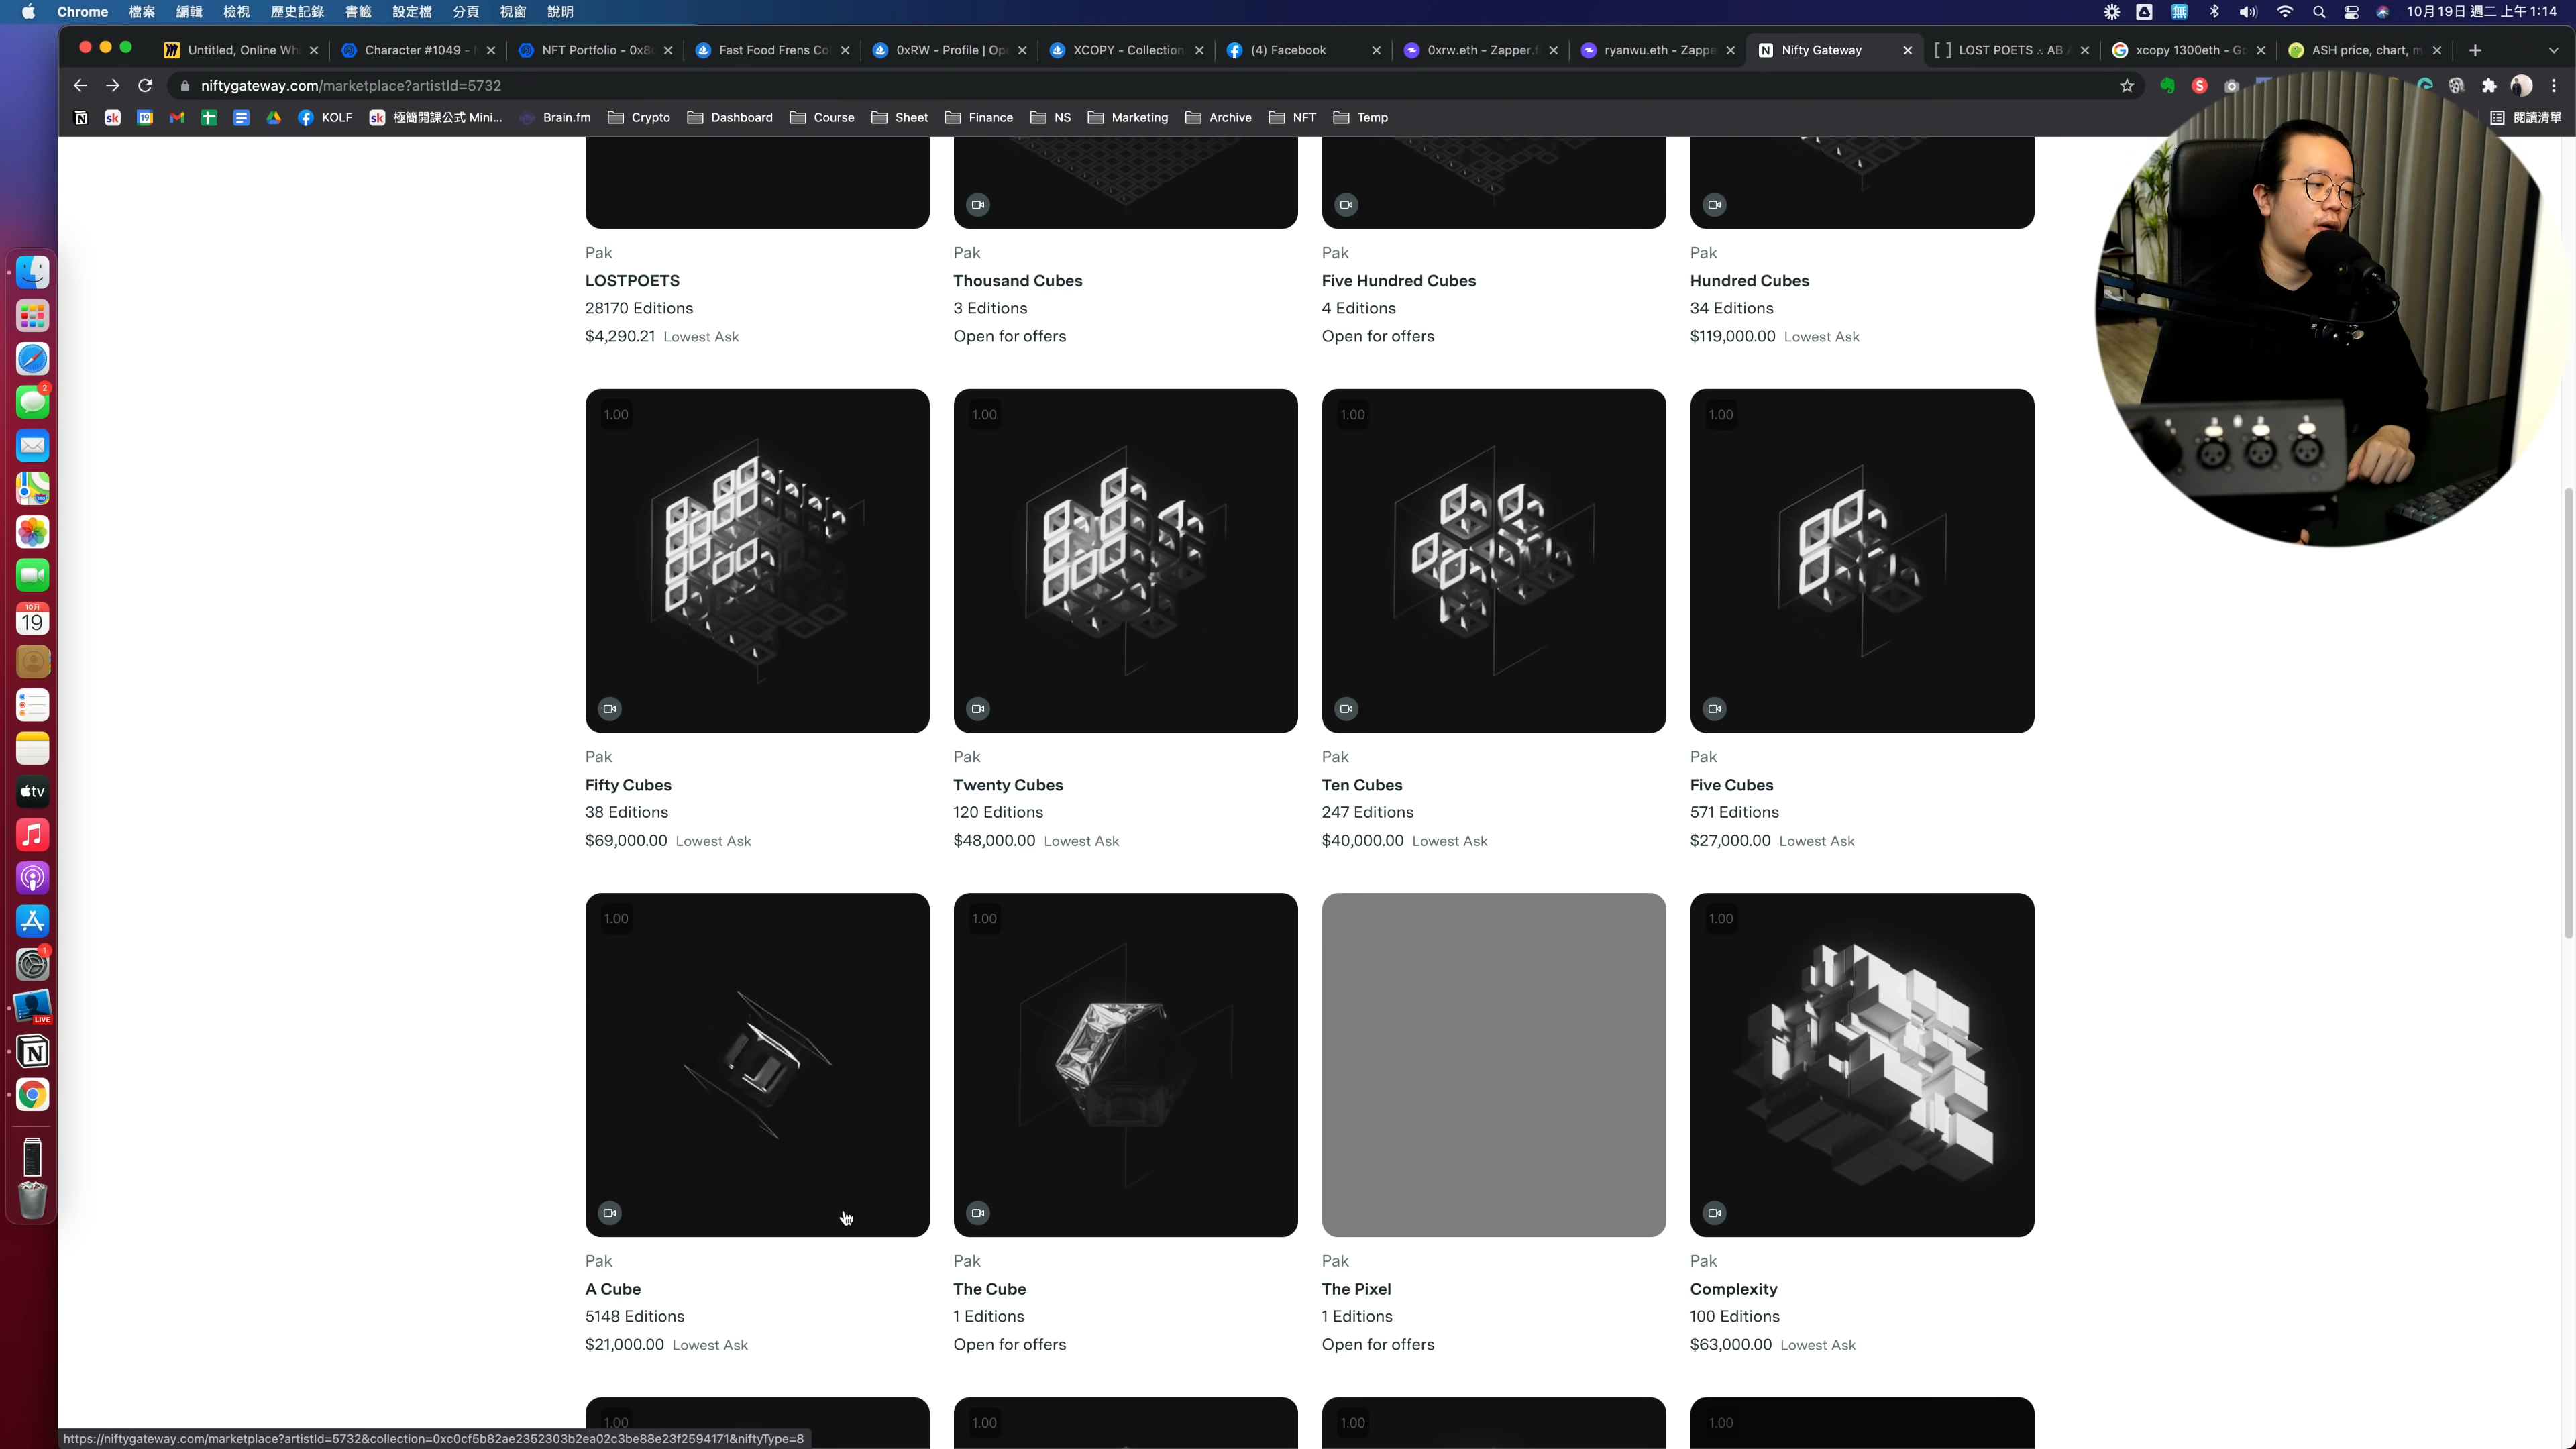 Chrome 檔案 編輯 檢視 歷史記錄 書籤 設定檔 分頁 視窗 說明 10月19日 週二 上午1:14
Untitled, Online Wh Character #1049 - NFT Portfolio - 0x8 Fast Food Frens Co 0xRW - Profile | Op XCOPY - Collection (4) Facebook 0xrw.eth - Zapper.f ryanwu.eth - Zappe Nifty Gateway [ ] LOST POETS .:. AB xcopy 1300eth - Go ASH price, chart, m
niftygateway.com/marketplace?artistId=5732
KOLF 極簡開課公式 Mini... Brain.fm Crypto Dashboard Course Sheet Finance NS Marketing Archive NFT Temp 閱讀清單
Pak Pak Pak Pak
LOSTPOETS Thousand Cubes Five Hundred Cubes Hundred Cubes
28170 Editions 3 Editions 4 Editions 34 Editions
$4,290.21 Lowest Ask Open for offers Open for offers $119,000.00 Lowest Ask
1.00 1.00 1.00 1.00
Pak Pak Pak Pak
Fifty Cubes Twenty Cubes Ten Cubes Five Cubes
38 Editions 120 Editions 247 Editions 571 Editions
$69,000.00 Lowest Ask $48,000.00 Lowest Ask $40,000.00 Lowest Ask $27,000.00 Lowest Ask
1.00 1.00 1.00
Pak Pak Pak Pak
A Cube The Cube The Pixel Complexity
5148 Editions 1 Editions 1 Editions 100 Editions
$21,000.00 Lowest Ask Open for offers Open for offers $63,000.00 Lowest Ask
1.00 1.00 1.00 1.00
https://niftygateway.com/marketplace?artistId=5732&collection=0xc0cf5b82ae2352303b2ea02c3be88e23f2594171&niftyType=8
2
10月
19
tv
LIVE
1